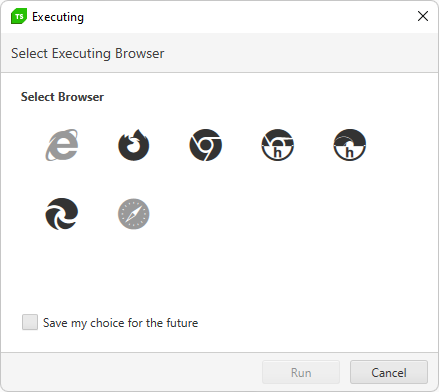 TS Executing
Select Executing Browser
Select Browser
h h
Save my choice for the future
Run Cancel